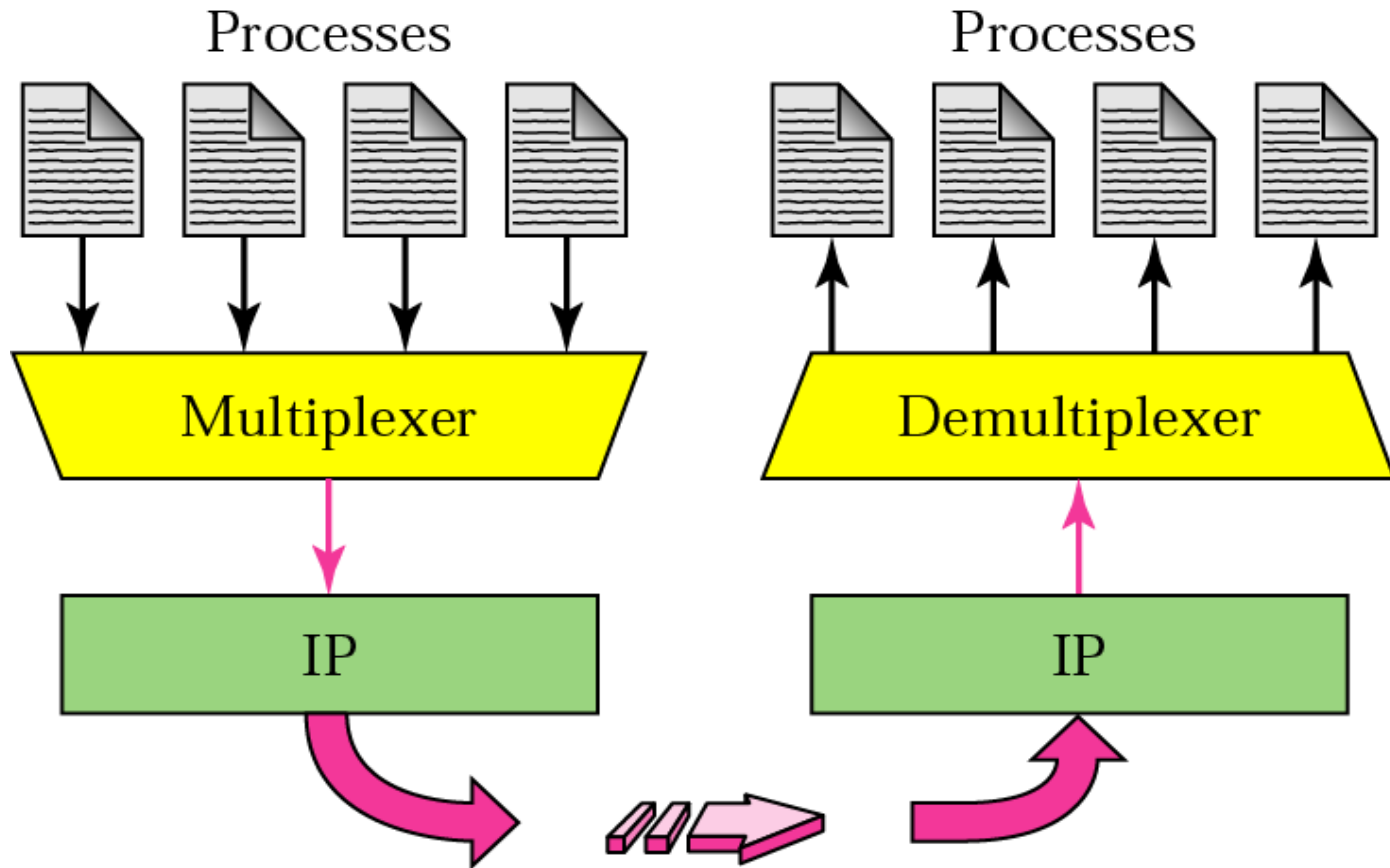 Processes
Processes
Multiplexer
Demultiplexer
IP
IP